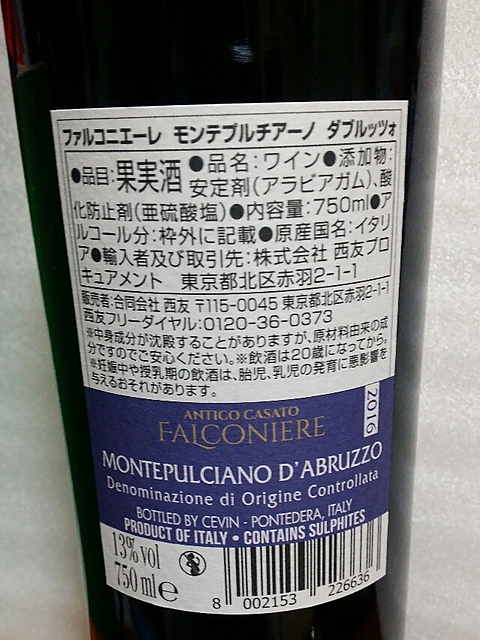 ファルコニエーレ モンテプルチアーノ ダブルッツォ
●品目:果実酒 ●品名:ワイン●添加物:
安定剤(アラビアガム)、酸
化防止剤(亜硫酸塩)●内容量:750ml●ア
ルコール分:枠外に記載●原産国名:イタリ
ア●輸入者及び取引先:株式会社 西友プロ
キュアメント 東京都北区赤羽2-1-1
販売者:合同会社 西友 〒115-0045 東京都北区赤羽2-1-1
西友フリーダイヤル:0120-36-0373
※中身成分が沈殿することがありますが、原材料由来の成
分ですのでご安心ください。※飲酒は20歳になってから。
※妊娠中や授乳期の飲酒は、胎児、乳児の発育に悪影響を
与えるおそれがあります。
2016
ANTICO CASATO
FALCONIERE
MONTEPULCIANO D'ABRUZZO
Denominazione di Origine Controllata
BOTTLED BY CEVIN - PONTEDERA, ITALY
PRODUCT OF ITALY • CONTAINS SULPHITES
13% vol
750 ml e
8 002153 226636